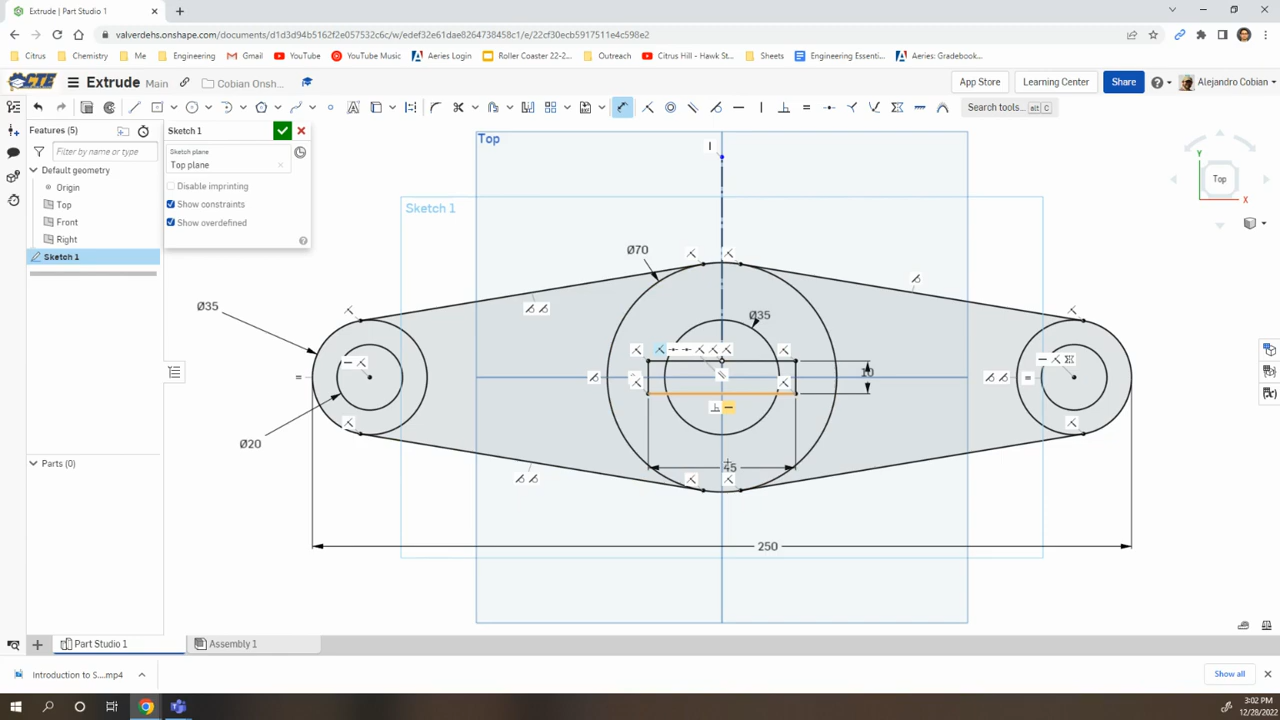 Extrude | Part Studio 1
valverdehs.onshape.com/documents/d1d3d94b5162f2e057532c6c/w/edef32e61dae8268734458c1/e/22cf30ecb5917511c4e598e2
Citrus
Chemistry
Me
Engineering
Gmail
YouTube
YouTube Music
Aeries Login
Roller Coaster 22-2...
Outreach
Citrus Hill - Hawk St...
Sheets
Engineering Essenti...
Aeries: Gradebook...
CTE
Extrude Main
Cobian Onsh...
App Store
Learning Center
Share
Alejandro Cobian
Search tools... alt C
Features (5)
Filter by name or type
Default geometry
Origin
Top
Front
Right
Sketch 1
Parts (0)
Sketch 1
Sketch plane
Top plane
Disable imprinting
Show constraints
Show overdefined
Top
Sketch 1
Y
Top
X
Ø70
Ø35
Ø35
10
Ø20
45
250
Part Studio 1
Assembly 1
Introduction to S....mp4
Show all
3:02 PM
12/28/2022